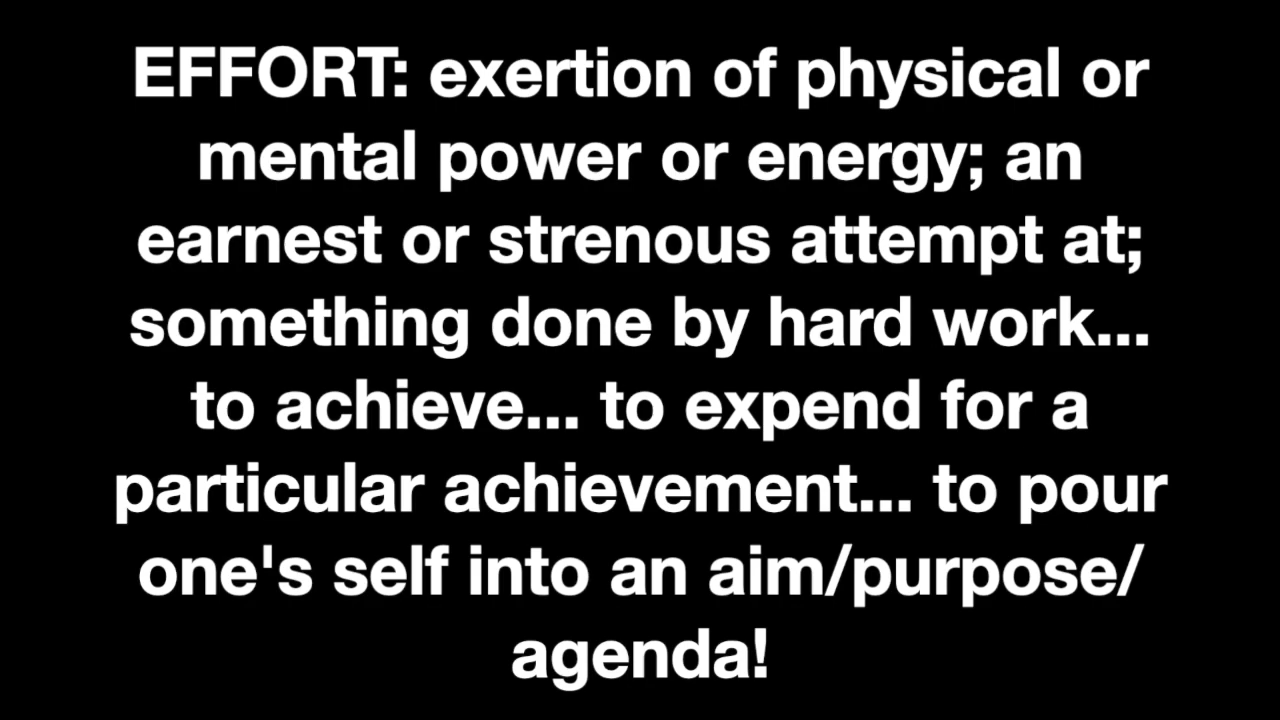 EFFORT: exertion of physical or
mental power or energy; an
earnest or strenous attempt at;
something done by hard work...
to achieve... to expend for a
particular achievement... to pour
one's self into an aim/purpose/
agenda!